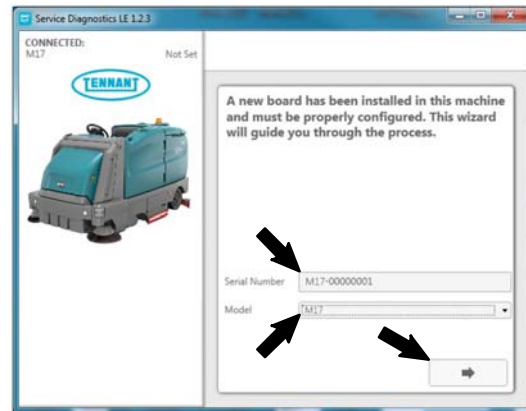 Service Diagnostics LE 1.2.3
CONNECTED:
M17 Not Set
TENNANT
A new board has been installed in this machine
and must be properly configured. This wizard
will guide you through the process.
Serial Number M17-00000001
Model M17